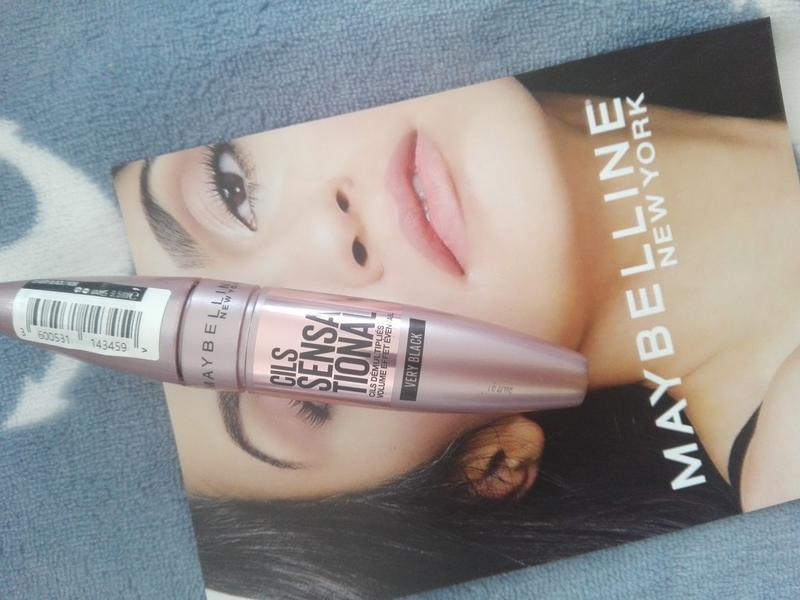 MAYBELLINE
NEW YORK
MAYBELLINE
NEW YORK
CILS
SENSA
TIONAL
CILS DÉMULTIPLIÉS
VOLUME EFFET ÉVENTAIL
VERY BLACK
3 600531 143459